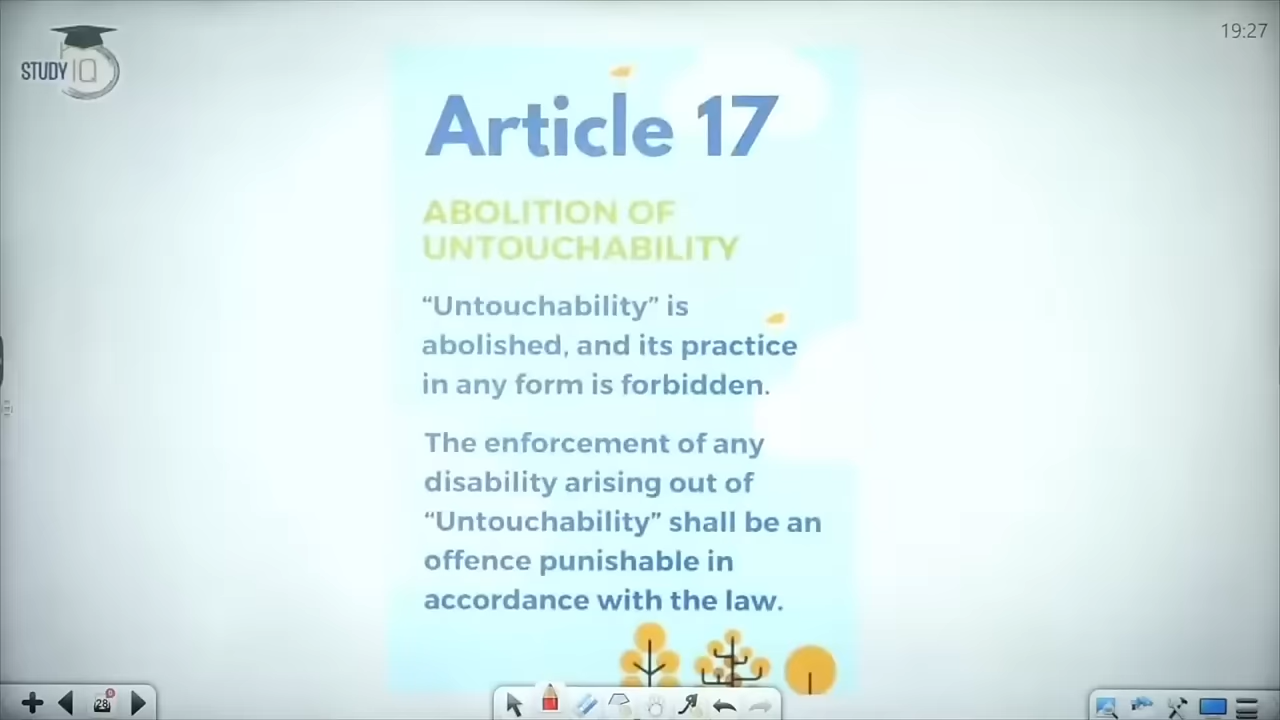 STUDY IQ
19:27
Article 17
ABOLITION OF
UNTOUCHABILITY
“Untouchability” is
abolished, and its practice
in any form is forbidden.
The enforcement of any
disability arising out of
“Untouchability” shall be an
offence punishable in
accordance with the law.
28